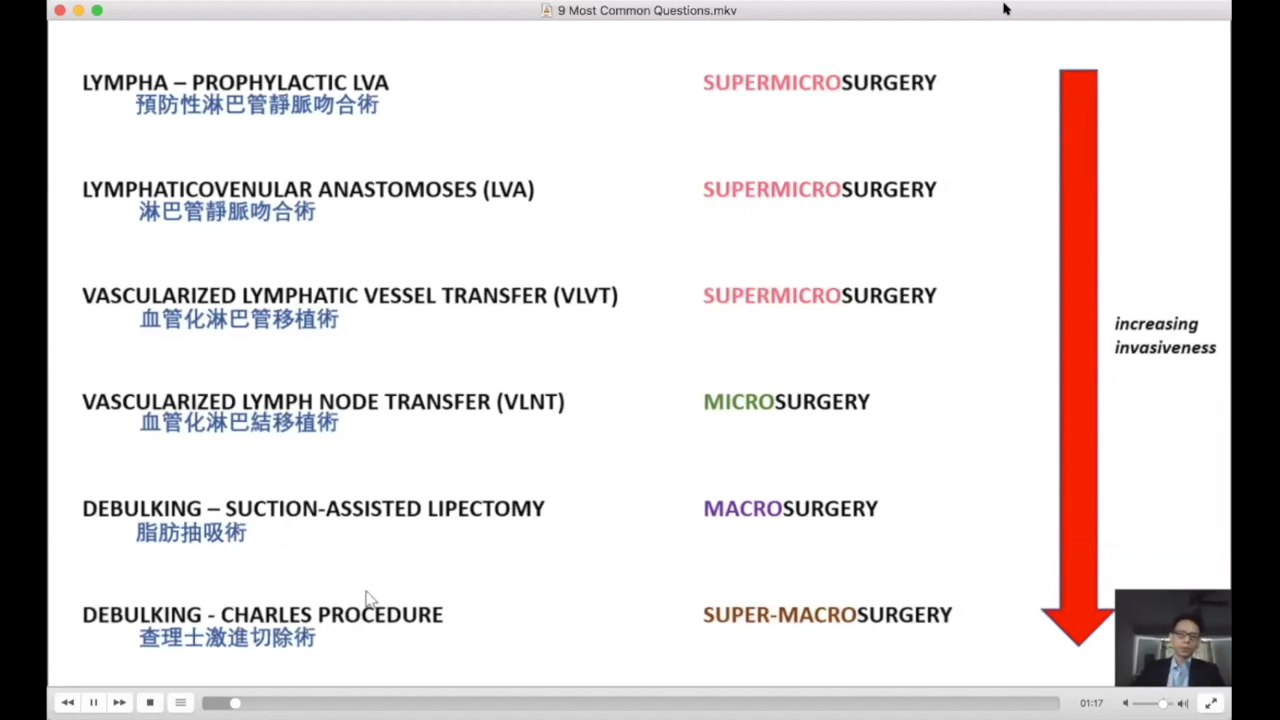 9 Most Common Questions.mkv
LYMPHA – PROPHYLACTIC LVA
預防性淋巴管靜脈吻合術
SUPERMICROSURGERY
LYMPHATICOVENULAR ANASTOMOSES (LVA)
淋巴管靜脈吻合術
SUPERMICROSURGERY
VASCULARIZED LYMPHATIC VESSEL TRANSFER (VLVT)
血管化淋巴管移植術
SUPERMICROSURGERY
increasing
invasiveness
VASCULARIZED LYMPH NODE TRANSFER (VLNT)
血管化淋巴結移植術
MICROSURGERY
DEBULKING – SUCTION-ASSISTED LIPECTOMY
脂肪抽吸術
MACROSURGERY
DEBULKING - CHARLES PROCEDURE
查理士激進切除術
SUPER-MACROSURGERY
01:17